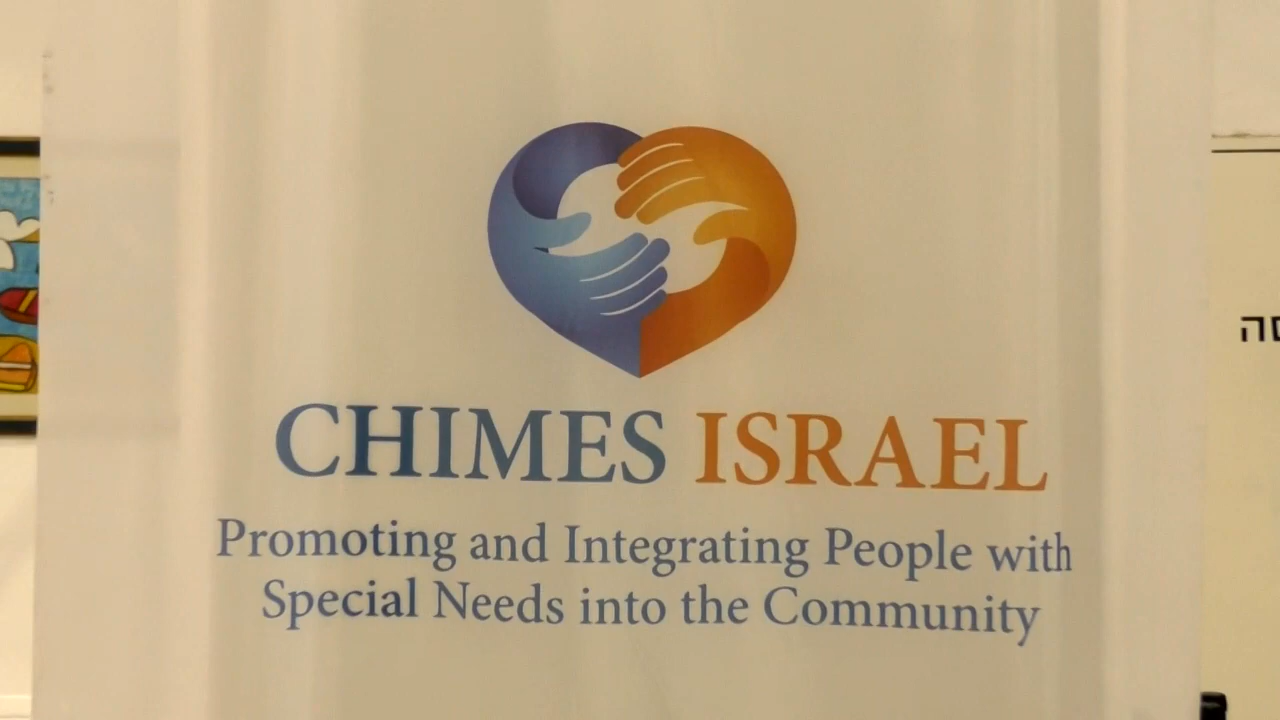 CHIMES ISRAEL
Promoting and Integrating People with
Special Needs into the Community